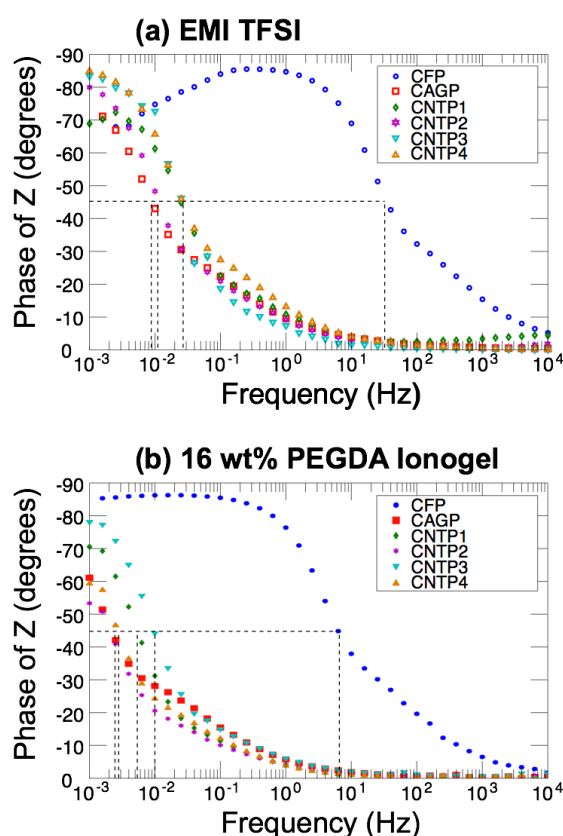 (a) EMI TFSI
Phase of Z (degrees)
-90
-80
-70
-60
-50
-40
-30
-20
-10
0
CFP
CAGP
CNTP1
CNTP2
CNTP3
CNTP4
10-3 10-2 10-1 100 101 102 103 104
Frequency (Hz)
(b) 16 wt% PEGDA Ionogel
Phase of Z (degrees)
-90
-80
-70
-60
-50
-40
-30
-20
-10
0
CFP
CAGP
CNTP1
CNTP2
CNTP3
CNTP4
10-3 10-2 10-1 100 101 102 103 104
Frequency (Hz)